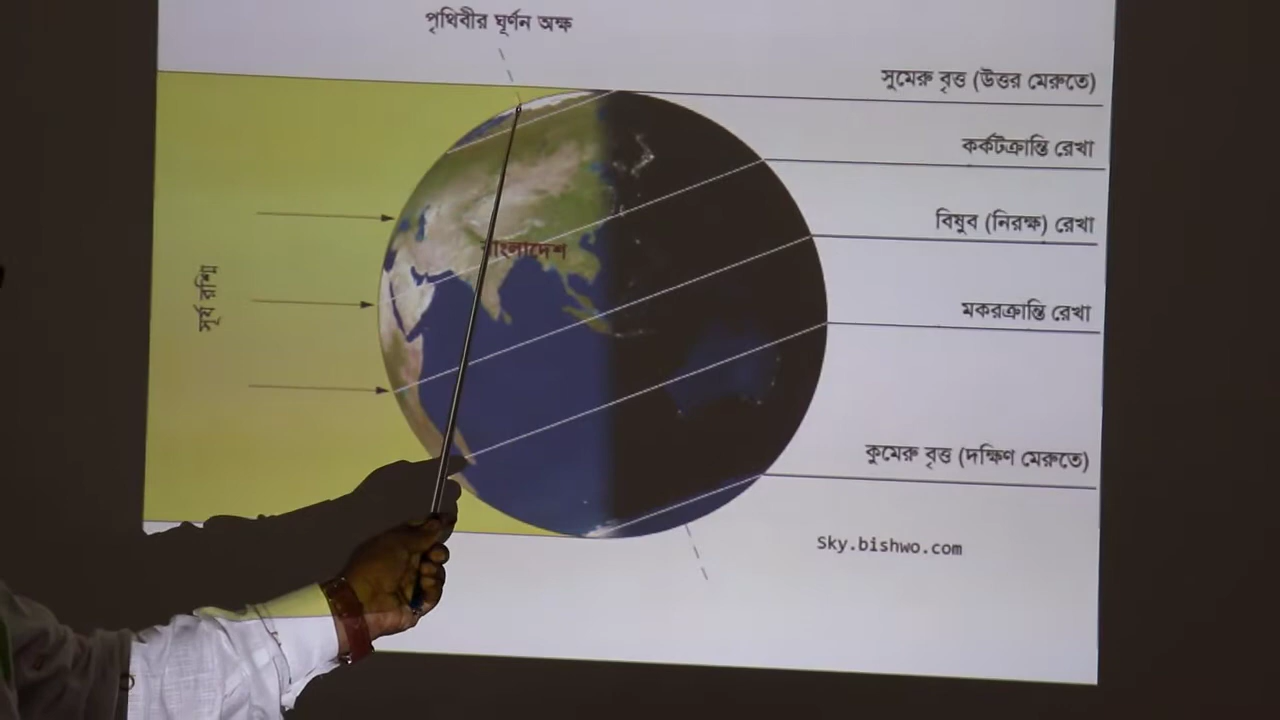 পৃথিবীর ঘূর্ণন অক্ষ
সুমেরু বৃত্ত (উত্তর মেরুতে)
কর্কটক্রান্তি রেখা
বিষুব (নিরক্ষ) রেখা
বাংলাদেশ
সূর্য রশ্মি
মকরক্রান্তি রেখা
কুমেরু বৃত্ত (দক্ষিণ মেরুতে)
Sky.bishwo.com